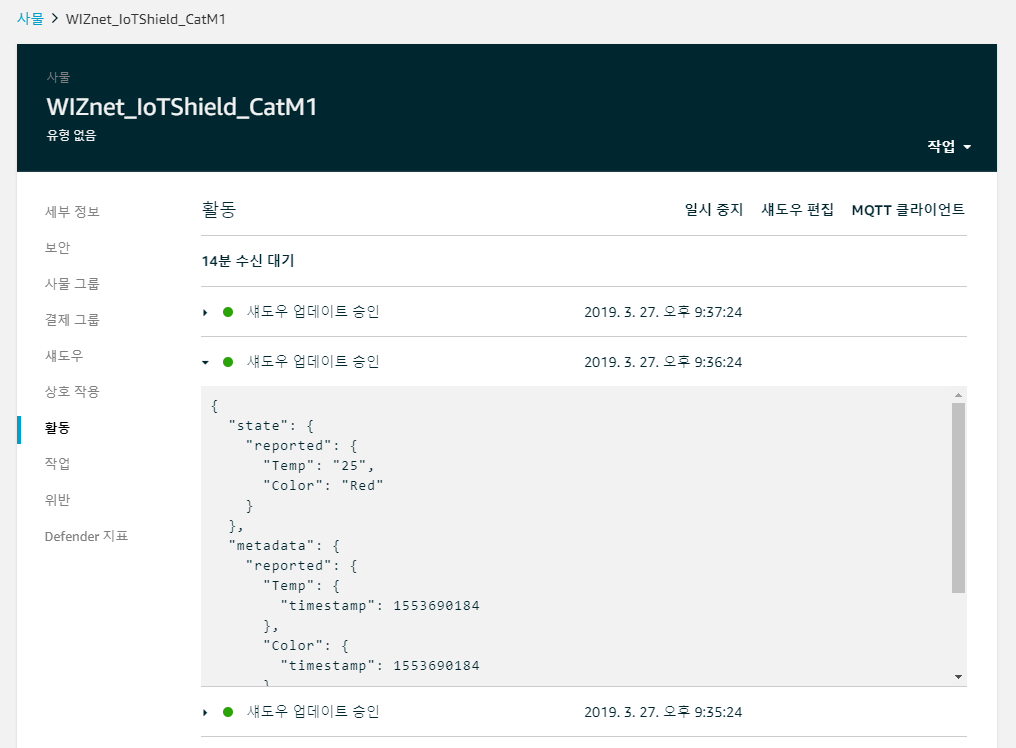 사물 > WIZnet_IoTShield_CatM1
사물
WIZnet_IoTShield_CatM1
유형 없음
작업
세부 정보
보안
사물 그룹
결제 그룹
섀도우
상호 작용
활동
작업
위반
Defender 지표
활동 일시 중지 섀도우 편집 MQTT 클라이언트
14분 수신 대기
섀도우 업데이트 승인 2019. 3. 27. 오후 9:37:24
섀도우 업데이트 승인 2019. 3. 27. 오후 9:36:24
{
"state": {
"reported": {
"Temp": "25",
"Color": "Red"
}
},
"metadata": {
"reported": {
"Temp": {
"timestamp": 1553690184
},
"Color": {
"timestamp": 1553690184
}
섀도우 업데이트 승인 2019. 3. 27. 오후 9:35:24